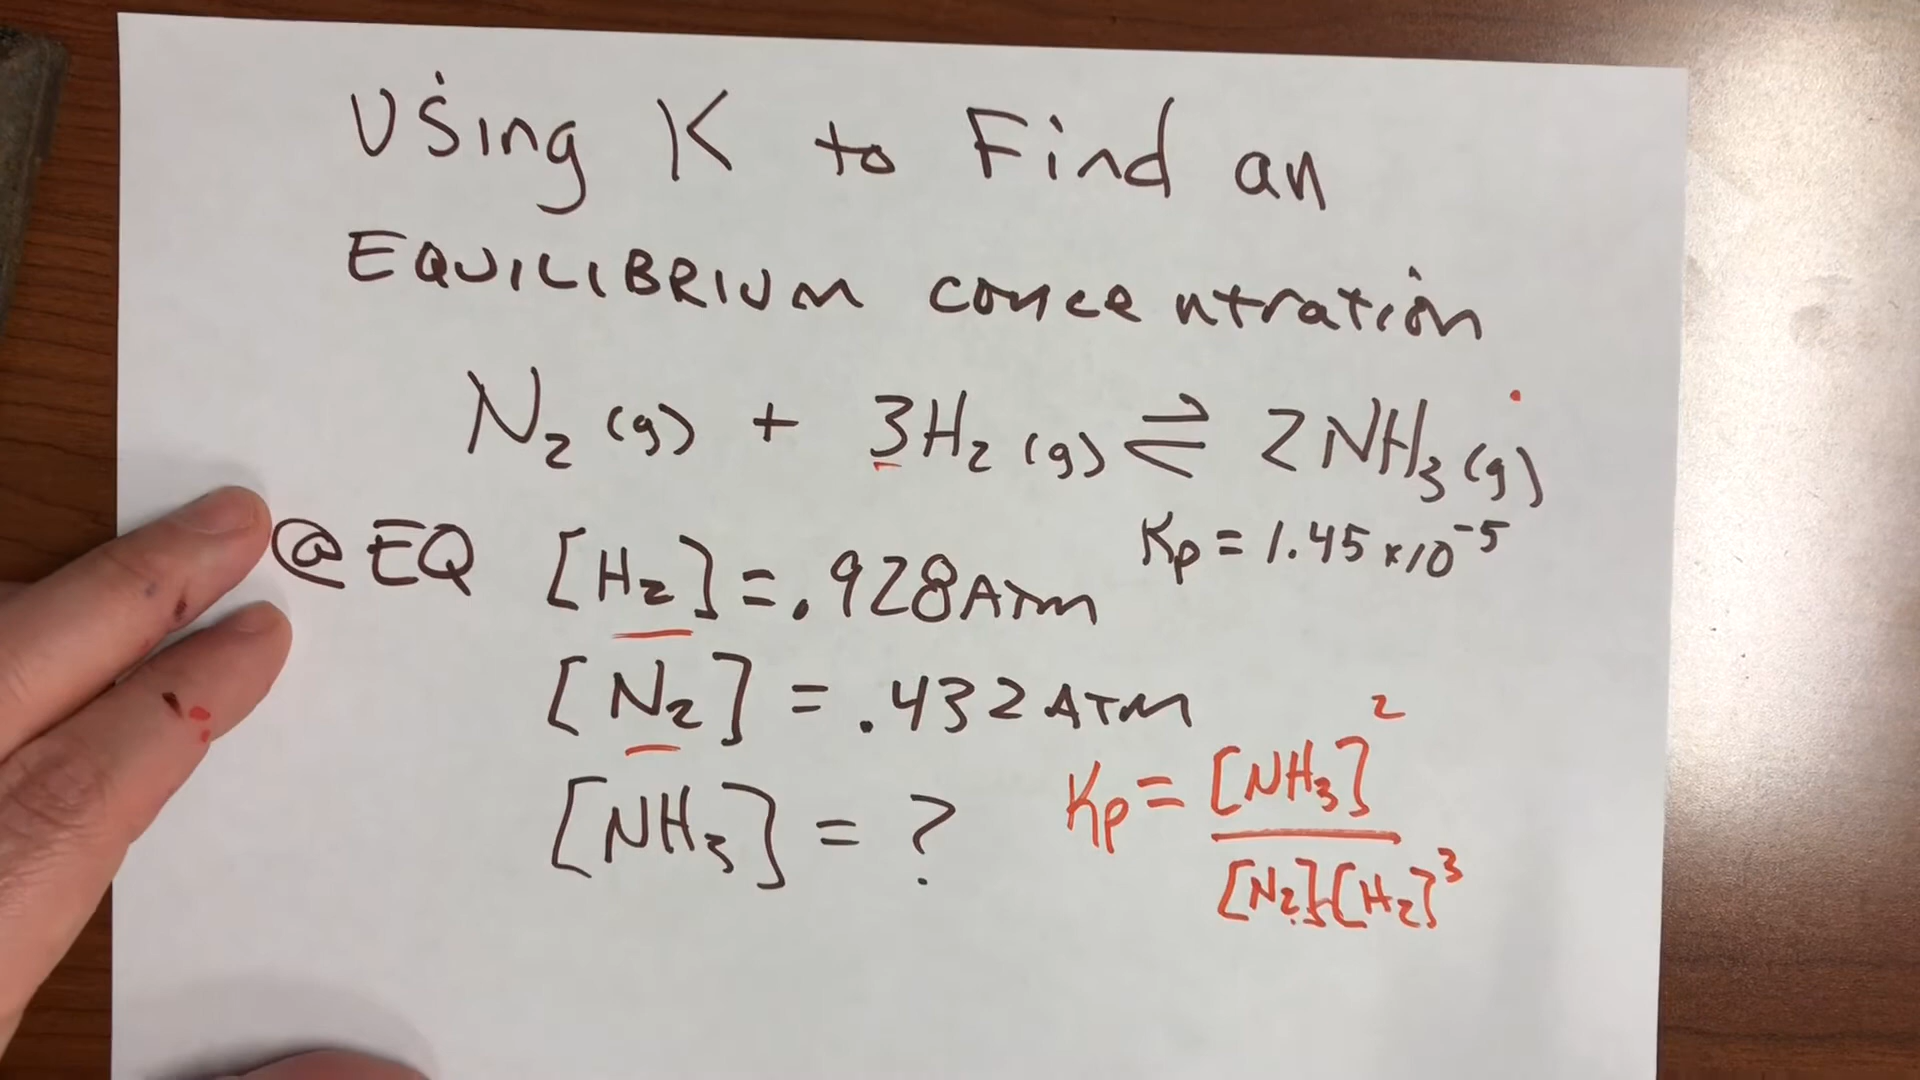 Using K to Find an
EQUILIBRIUM concentration
N₂(g) + 3H₂(g) ⇌ 2NH₃(g)
Kp = 1.45×10⁻⁵
@EQ [H₂] = .928 ATM
[N₂] = .432 ATM
[NH₃] = ?
Kp = [NH₃]²
[N₂][H₂]³